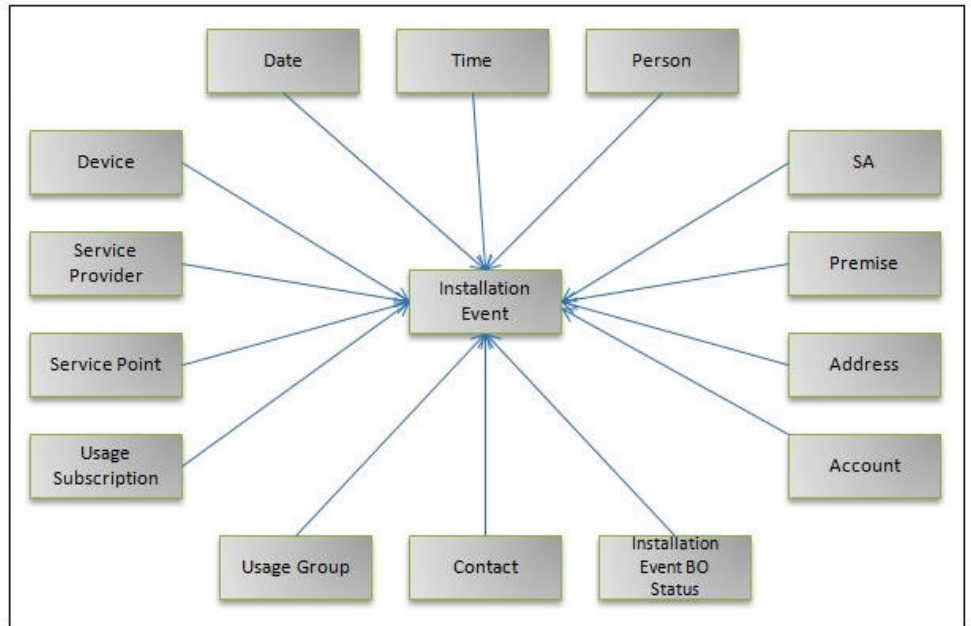 Date
Time
Person
Device
SA
Service
Provider
Premise
Installation
Event
Service Point
Address
Usage
Subscription
Account
Usage Group
Contact
Installation
Event BO
Status